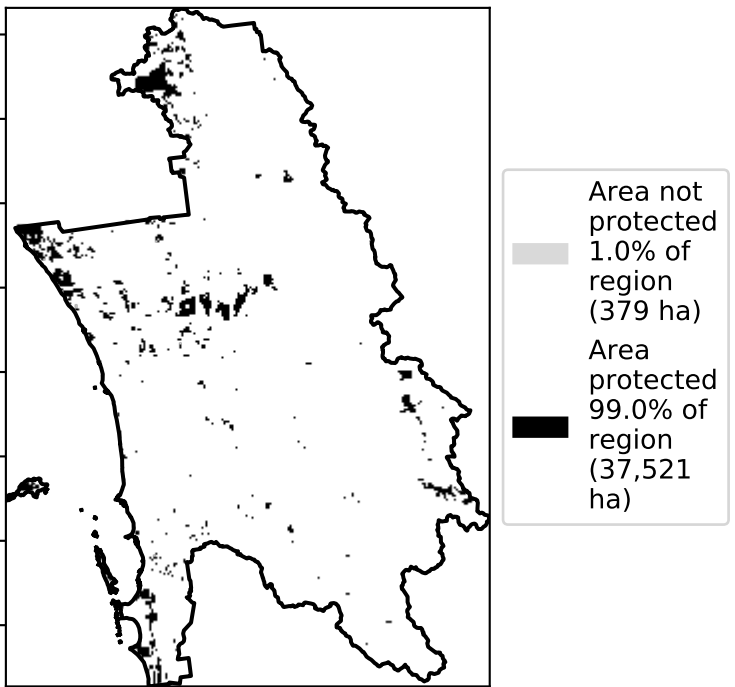 Area not
protected
1.0% of
region
(379 ha)
Area
protected
99.0% of
region
(37,521
ha)